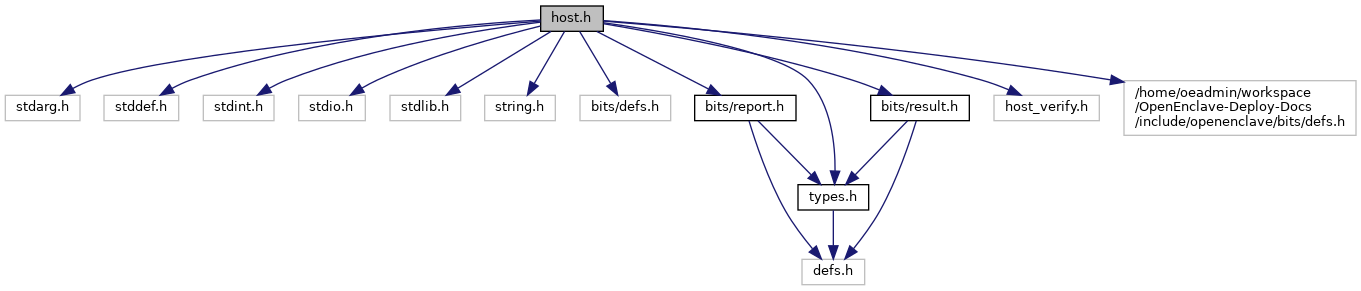 host.h
stdarg.h
stddef.h
stdint.h
stdio.h
stdlib.h
string.h
bits/defs.h
bits/report.h
bits/result.h
host_verify.h
/home/oeadmin/workspace
/OpenEnclave-Deploy-Docs
/include/openenclave/bits/defs.h
types.h
defs.h